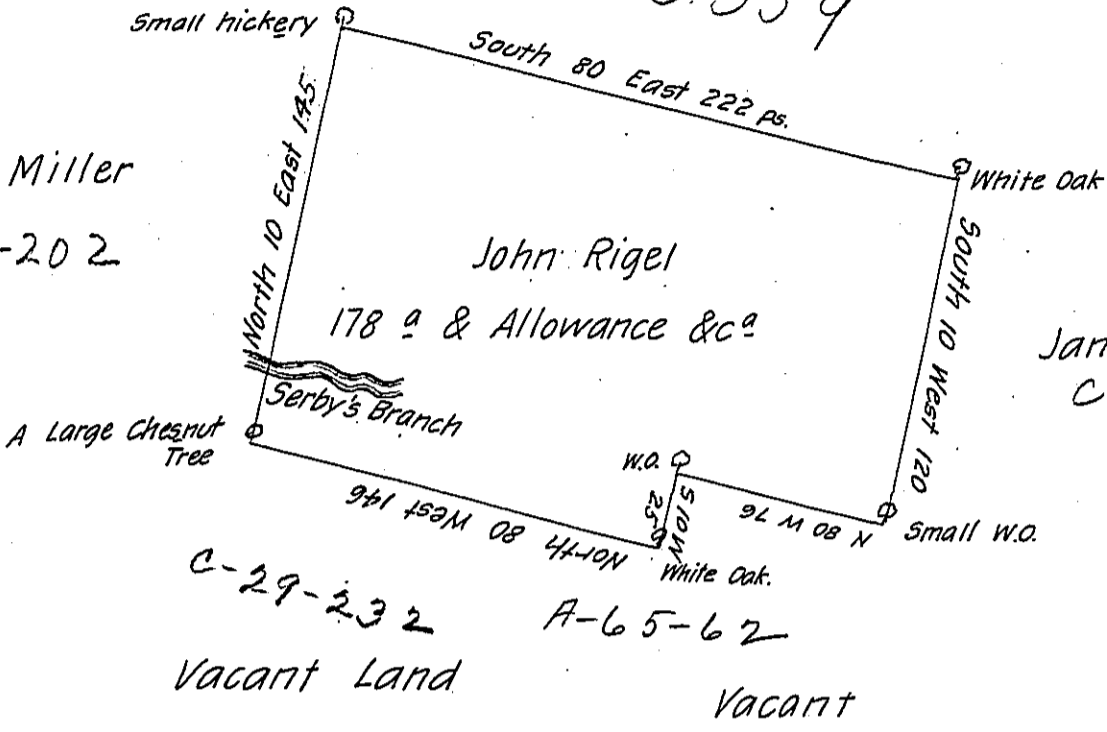 Small hickery
South 80 East 222 ps.
White Oak
North 10 East 145.
Miller
-202
John Rigel
178 a & Allowance &ca
South 10 West 120
Jan
C
Serby's Branch
A Large Chesnut
Tree
W.O.
S 10 W
25
N 80 W 76
Small W.O.
North 80 West 146
White Oak.
C-29-232
A-65-62
Vacant Land
Vacant